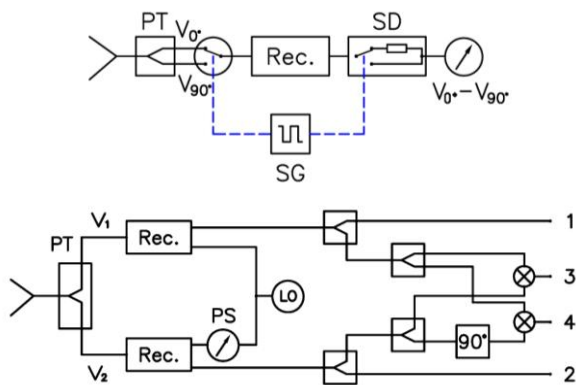 PT V₀° SD
Rec.
V₉₀°
V₀°−V₉₀°
SG
V₁ 1
PT Rec.
3
LO
PS 4
Rec. 90°
V₂ 2